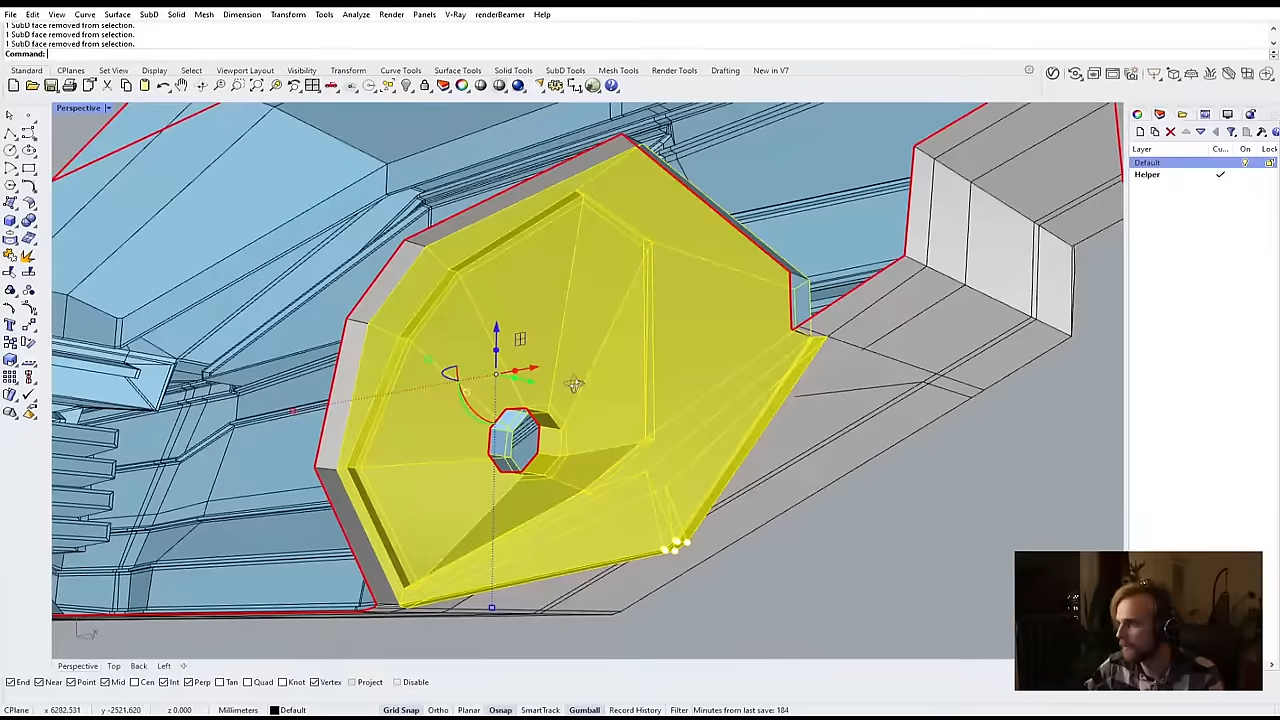 File Edit View Curve Surface SubD Solid Mesh Dimension Transform Tools Analyze Render Panels V-Ray renderBeamer Help
1 SubD face removed from selection.
1 SubD face removed from selection.
1 SubD face removed from selection.
Command:
Standard CPlanes Set View Display Select Viewport Layout Visibility Transform Curve Tools Surface Tools Solid Tools SubD Tools Mesh Tools Render Tools Drafting New in V7
Perspective
Layer Cu... On Lock
Default
Helper
Perspective Top Back Left
End Near Point Mid Cen Int Perp Tan Quad Knot Vertex Project Disable
CPlane x 6282.531 y -2521.620 z 0.000 Millimeters Default Grid Snap Ortho Planar Osnap SmartTrack Gumball Record History Filter Minutes from last save: 184